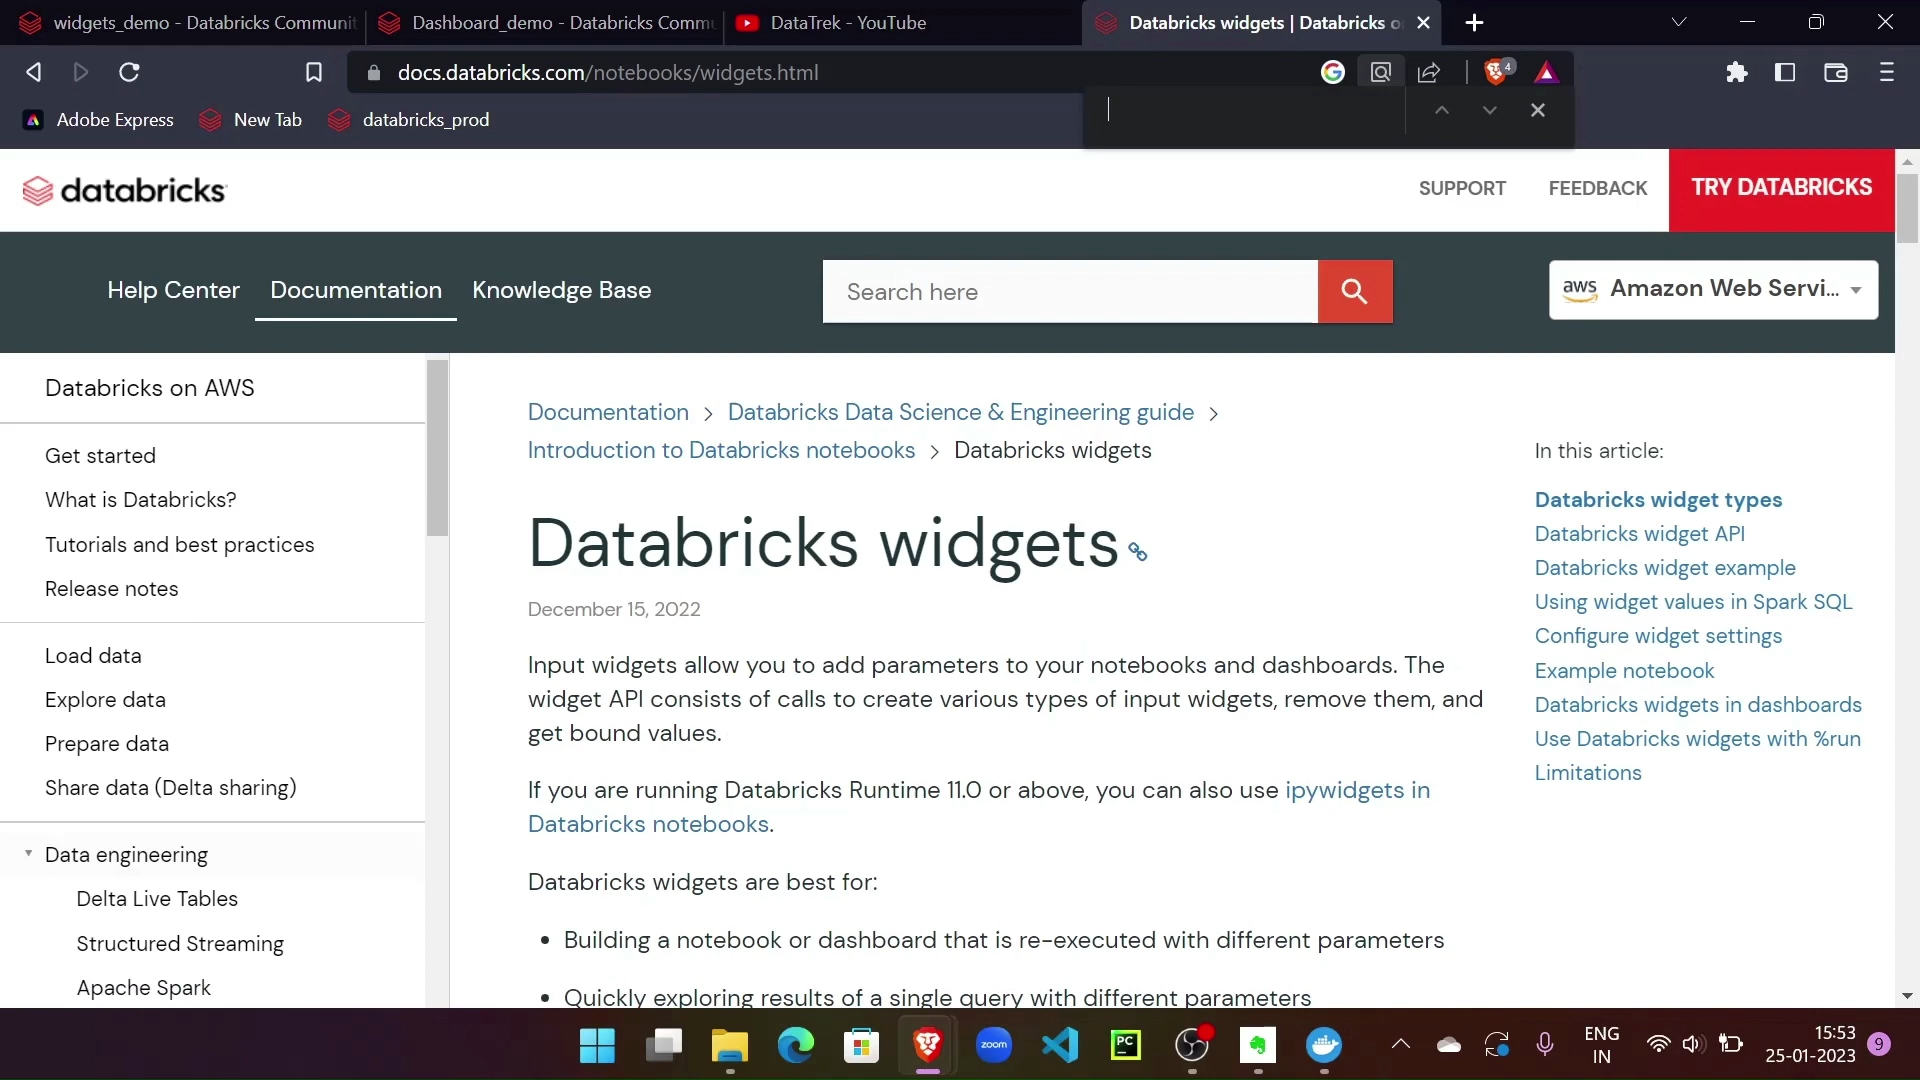 widgets_demo - Databricks Communit
Dashboard_demo - Databricks Commu
DataTrek - YouTube
Databricks widgets | Databricks o
docs.databricks.com/notebooks/widgets.html
4
Adobe Express
New Tab
databricks_prod
databricks
SUPPORT
FEEDBACK
TRY DATABRICKS
Help Center
Documentation
Knowledge Base
Search here
aws Amazon Web Servi...
Databricks on AWS
Get started
What is Databricks?
Tutorials and best practices
Release notes
Load data
Explore data
Prepare data
Share data (Delta sharing)
Data engineering
Delta Live Tables
Structured Streaming
Apache Spark
Documentation > Databricks Data Science & Engineering guide >
Introduction to Databricks notebooks > Databricks widgets
Databricks widgets
December 15, 2022
Input widgets allow you to add parameters to your notebooks and dashboards. The
widget API consists of calls to create various types of input widgets, remove them, and
get bound values.
If you are running Databricks Runtime 11.0 or above, you can also use ipywidgets in
Databricks notebooks.
Databricks widgets are best for:
• Building a notebook or dashboard that is re-executed with different parameters
• Quickly exploring results of a single query with different parameters
In this article:
Databricks widget types
Databricks widget API
Databricks widget example
Using widget values in Spark SQL
Configure widget settings
Example notebook
Databricks widgets in dashboards
Use Databricks widgets with %run
Limitations
zoom
PC
ENG
IN
15:53
25-01-2023
9